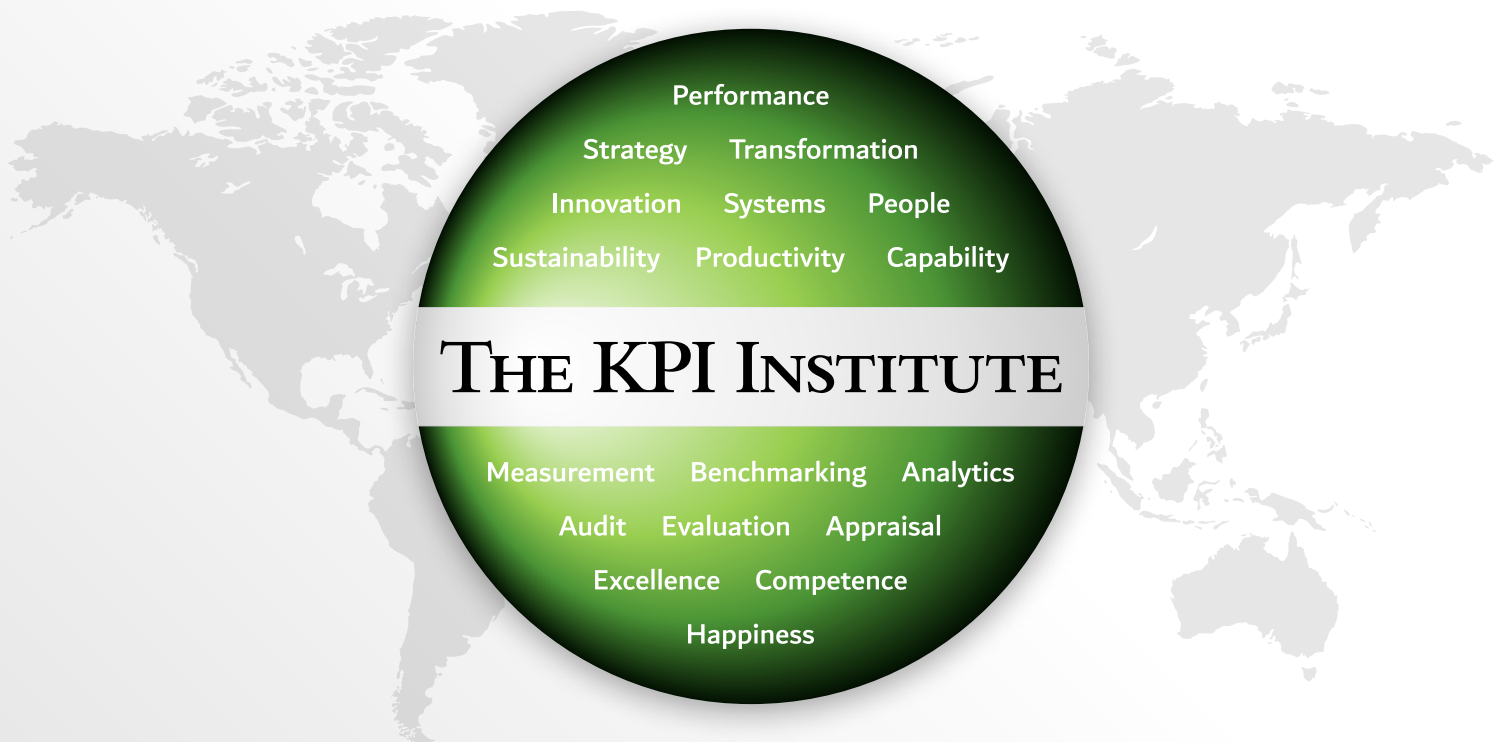 Performance
Strategy Transformation
Innovation Systems People
Sustainability Productivity Capability
The KPI Institute
Measurement Benchmarking Analytics
Audit Evaluation Appraisal
Excellence Competence
Happiness